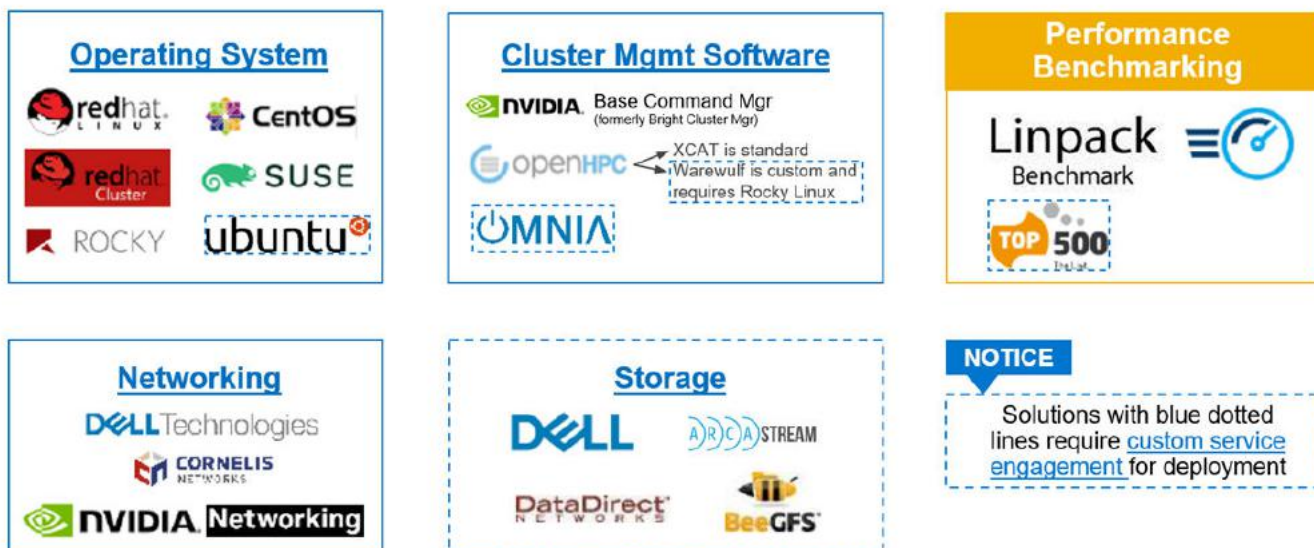 Operating System
redhat.
LINUX
CentOS
redhat
Cluster
SUSE
ROCKY
ubuntu
Cluster Mgmt Software
NVIDIA. Base Command Mgr
(formerly Bright Cluster Mgr)
openHPC
XCAT is standard
Warewulf is custom and
requires Rocky Linux
OMNIA
Performance
Benchmarking
Linpack
Benchmark
TOP 500
The List.
Networking
DELLTechnologies
CORNELIS
NETWORKS
NVIDIA. Networking
Storage
DELL
ARCASTREAM
DataDirect
NETWORKS
BeeGFS
NOTICE
Solutions with blue dotted
lines require custom service
engagement for deployment